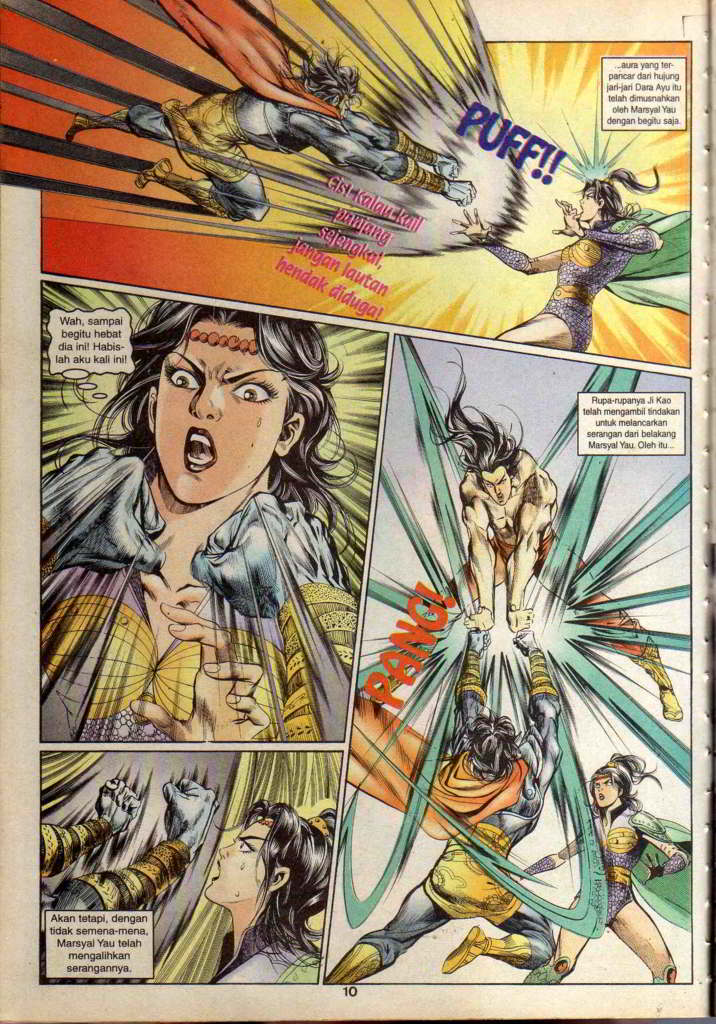 ...aura yang ter-
pancar dari hujung
jari-jari Dara Ayu itu
telah dimusnahkan
oleh Marsyal Yau
dengan begitu saja.
PUFF!!
Cis! Kalau kail
panjang
sejengkal,
jangan lautan
hendak diduga!
Wah, sampai
begitu hebat
dia ini! Habis-
lah aku kali ini!
Rupa-rupanya Ji Kao
telah mengambil tindakan
untuk melancarkan
serangan dari belakang
Marsyal Yau. Oleh itu...
PANG!
Akan tetapi, dengan
tidak semena-mena,
Marsyal Yau telah
mengalihkan
serangannya.
10